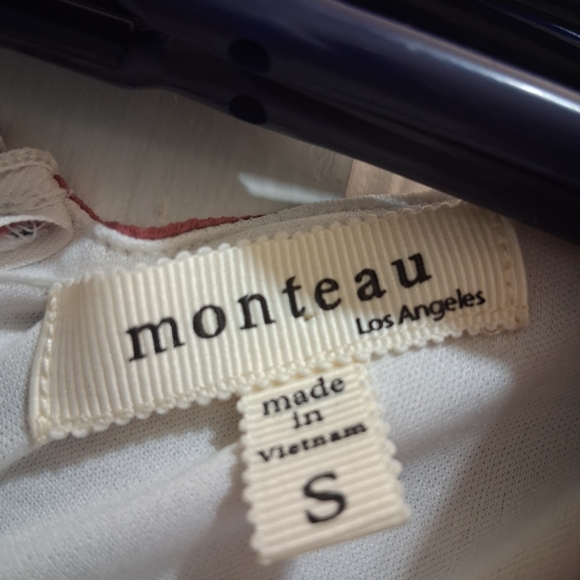 monteau
Los Angeles
made
in
Vietnam
S